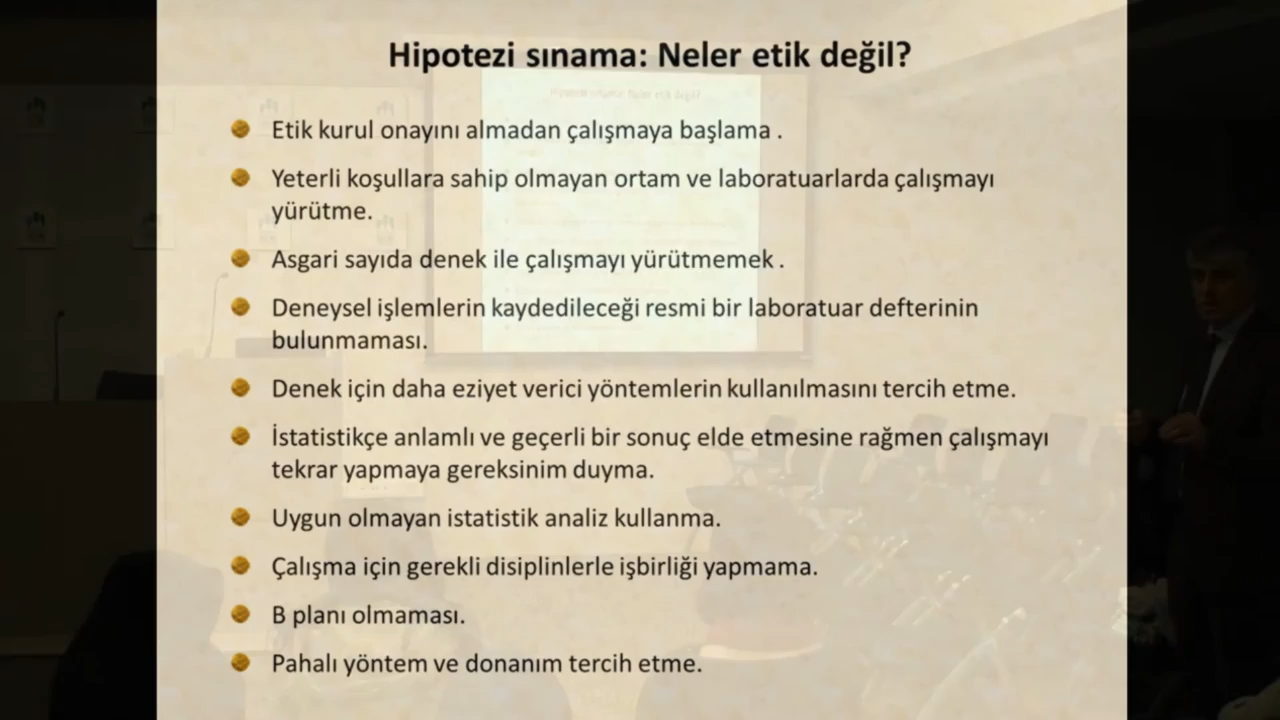 Hipotezi sınama: Neler etik değil?
Etik kurul onayını almadan çalışmaya başlama .
Yeterli koşullara sahip olmayan ortam ve laboratuarlarda çalışmayı
yürütme.
Asgari sayıda denek ile çalışmayı yürütmemek .
Deneysel işlemlerin kaydedileceği resmi bir laboratuar defterinin
bulunmaması.
Denek için daha eziyet verici yöntemlerin kullanılmasını tercih etme.
İstatistikçe anlamlı ve geçerli bir sonuç elde etmesine rağmen çalışmayı
tekrar yapmaya gereksinim duyma.
Uygun olmayan istatistik analiz kullanma.
Çalışma için gerekli disiplinlerle işbirliği yapmama.
B planı olmaması.
Pahalı yöntem ve donanım tercih etme.